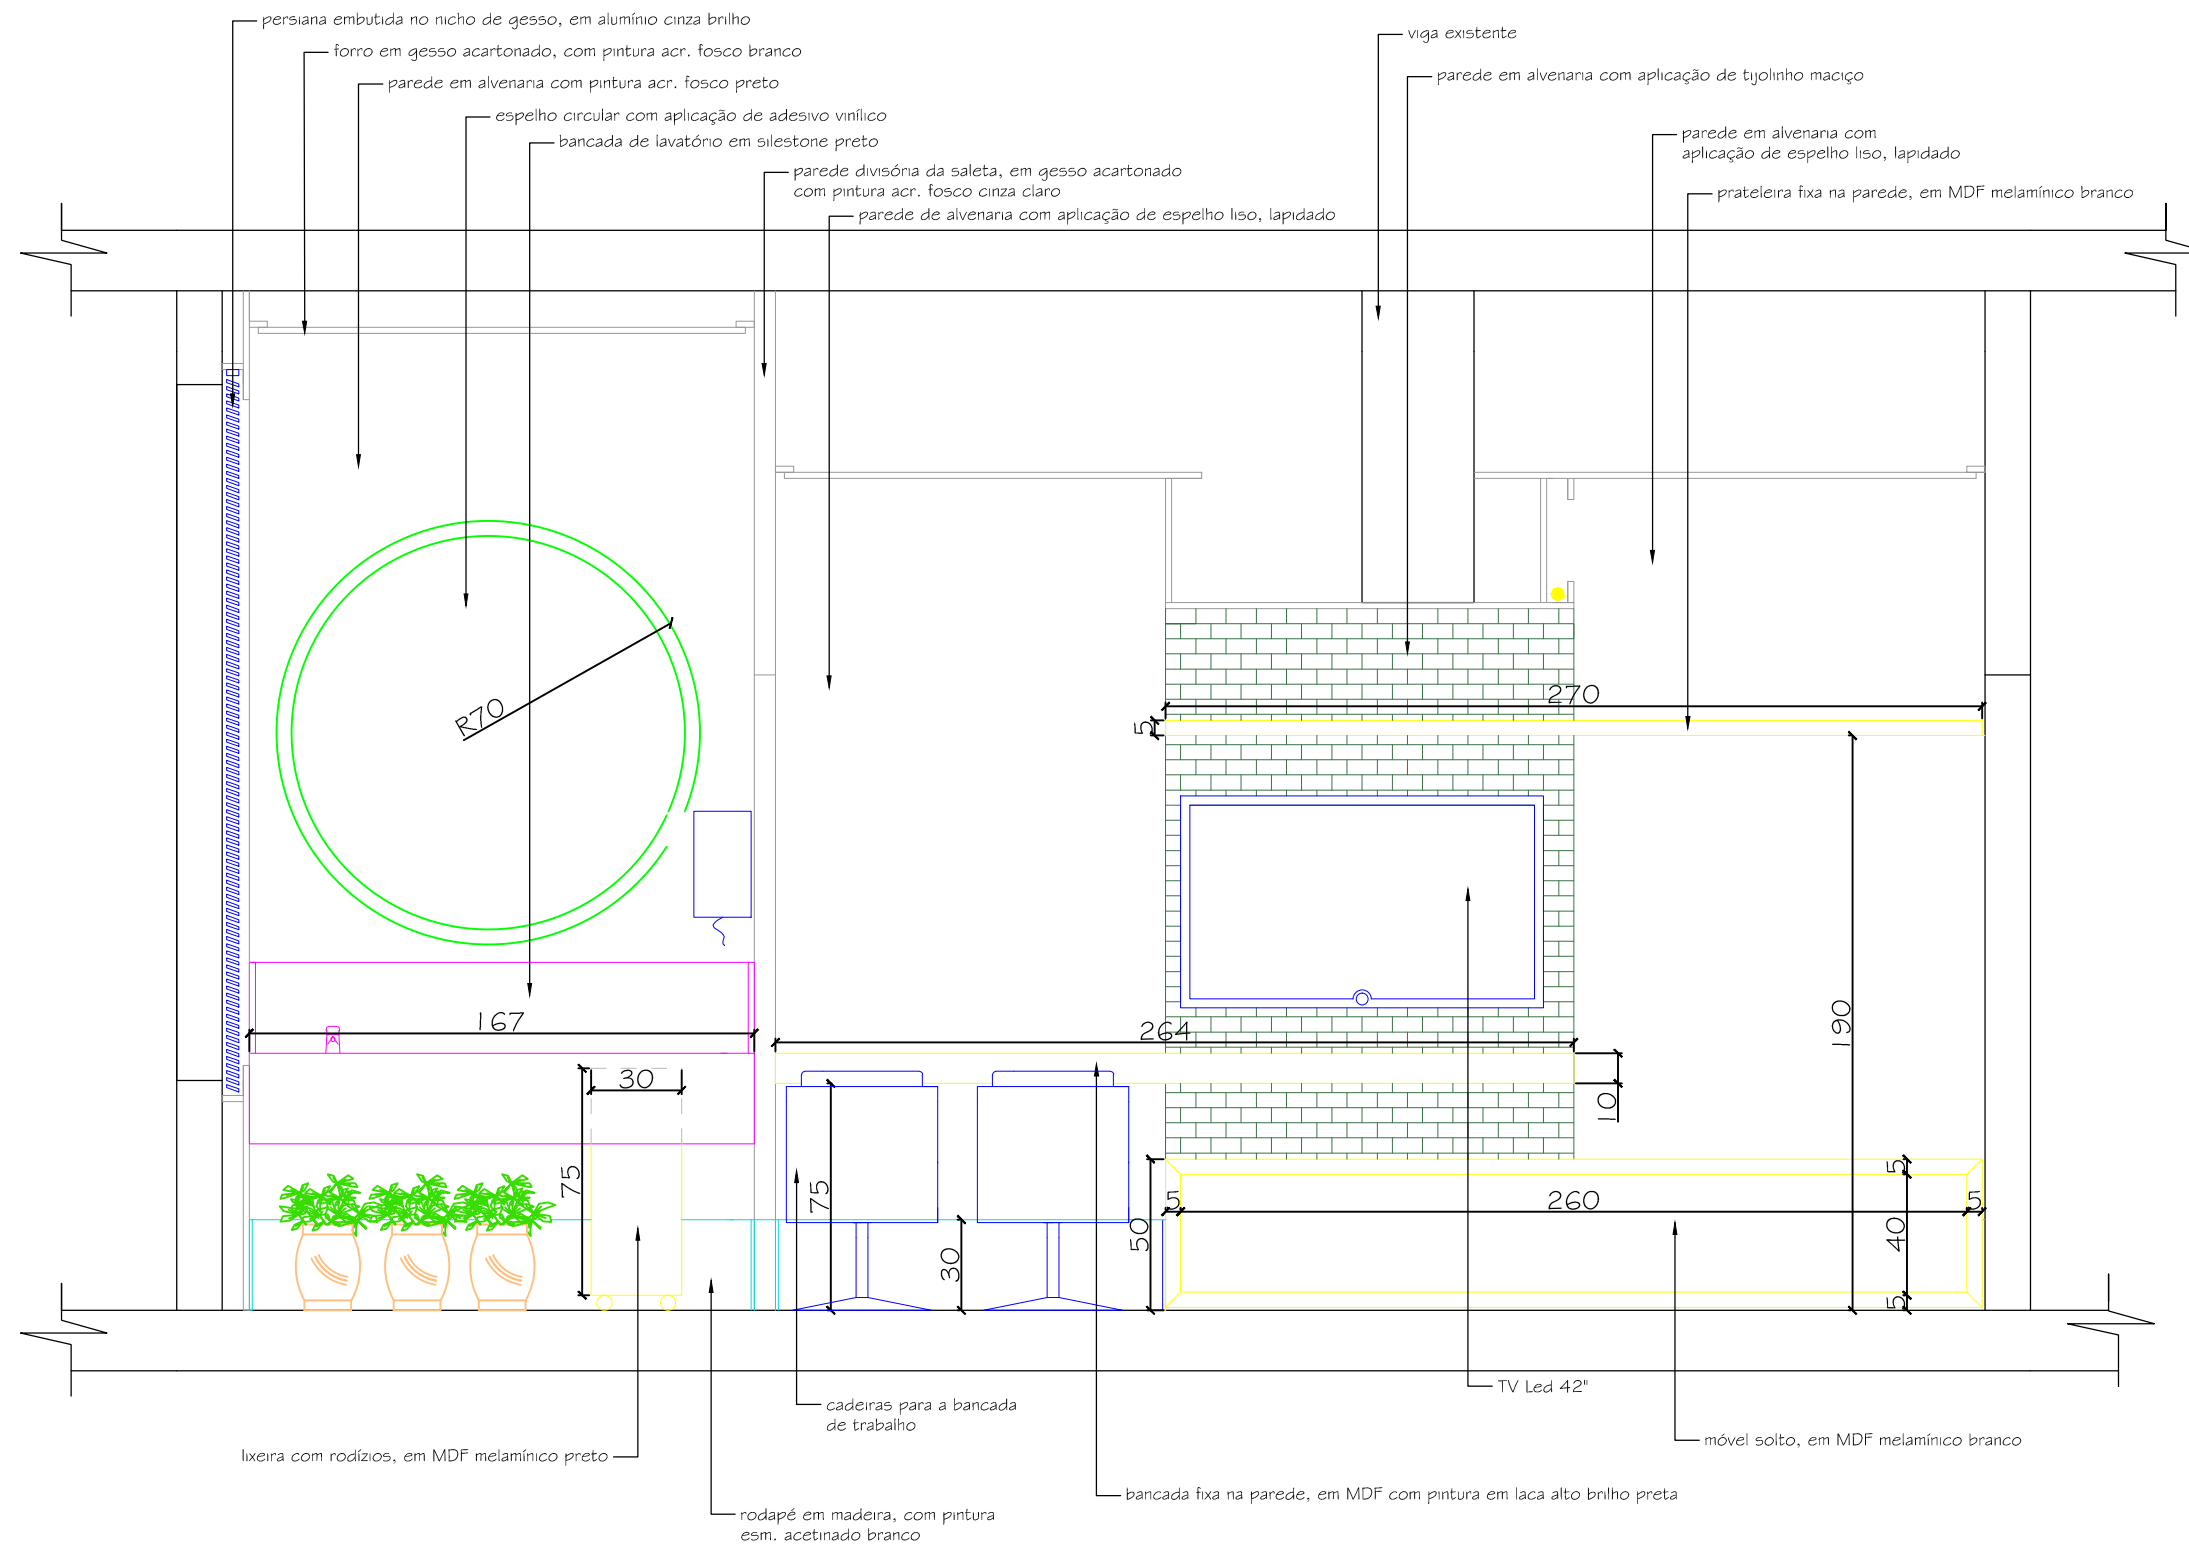 persiana embutida no nicho de gesso, em alumínio cinza brilho
forro em gesso acartonado, com pintura acr. fosco branco
parede em alvenaria com pintura acr. fosco preto
espelho circular com aplicação de adesivo vinílico
bancada de lavatório em silestone preto
parede divisória da saleta, em gesso acartonado
com pintura acr. fosco cinza claro
parede de alvenaria com aplicação de espelho liso, lapidado
viga existente
parede em alvenaria com aplicação de tijolinho maciço
parede em alvenaria com
aplicação de espelho liso, lapidado
prateleira fixa na parede, em MDF melamínico branco
R70
270
5
190
167
264
30
10
75
75
30
50
5
260
5
5
40
5
TV Led 42"
cadeiras para a bancada
de trabalho
móvel solto, em MDF melamínico branco
lixeira com rodízios, em MDF melamínico preto
bancada fixa na parede, em MDF com pintura em laca alto brilho preta
rodapé em madeira, com pintura
esm. acetinado branco